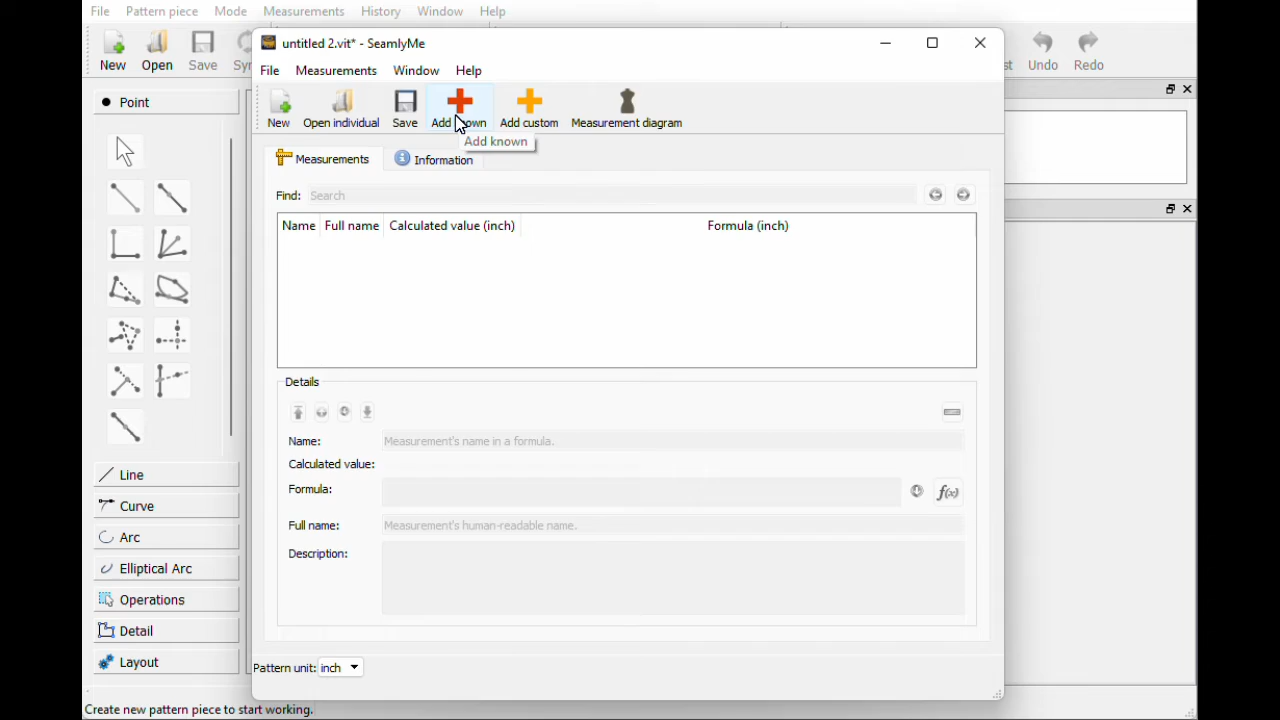 File Pattern piece Mode Measurements History Window Help
New Open Save
Undo Redo
Point
Line
Curve
Arc
Elliptical Arc
Operations
Detail
Layout
Create new pattern piece to start working.
untitled 2.vit* - SeamlyMe
File Measurements Window Help
New Open individual Save Add known Add custom Measurement diagram
Add known
Measurements Information
Find: Search
Name Full name Calculated value (inch) Formula (inch)
Details
Name: Measurement's name in a formula.
Calculated value:
Formula: f(x)
Full name: Measurement's human-readable name.
Description:
Pattern unit: inch